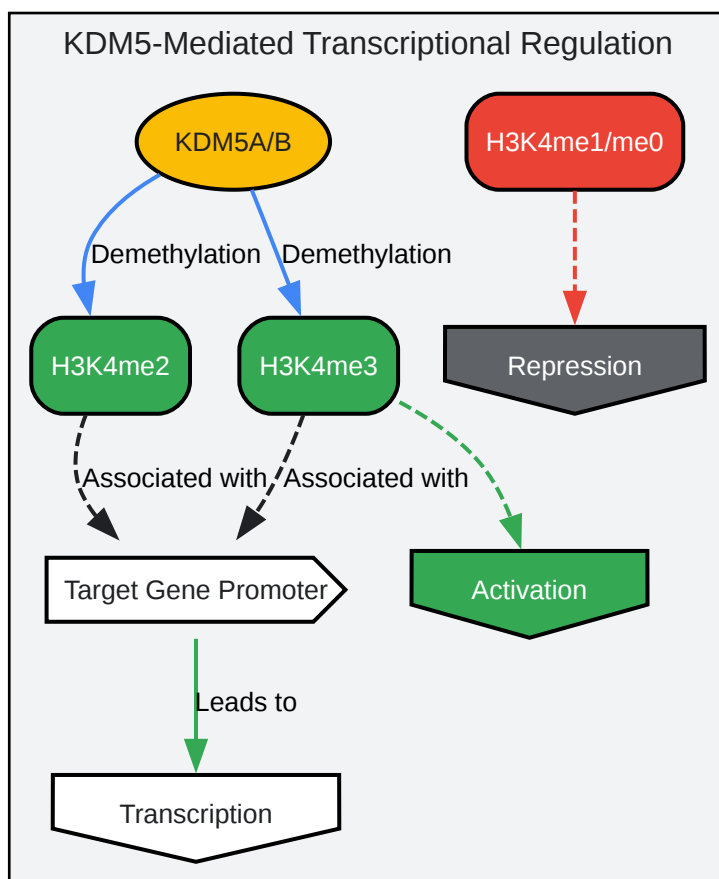 KDM5-Mediated Transcriptional Regulation
KDM5A/B
H3K4me1/me0
Demethylation
Demethylation
H3K4me2
H3K4me3
Repression
Associated with
Associated with
Target Gene Promoter
Activation
Leads to
Transcription